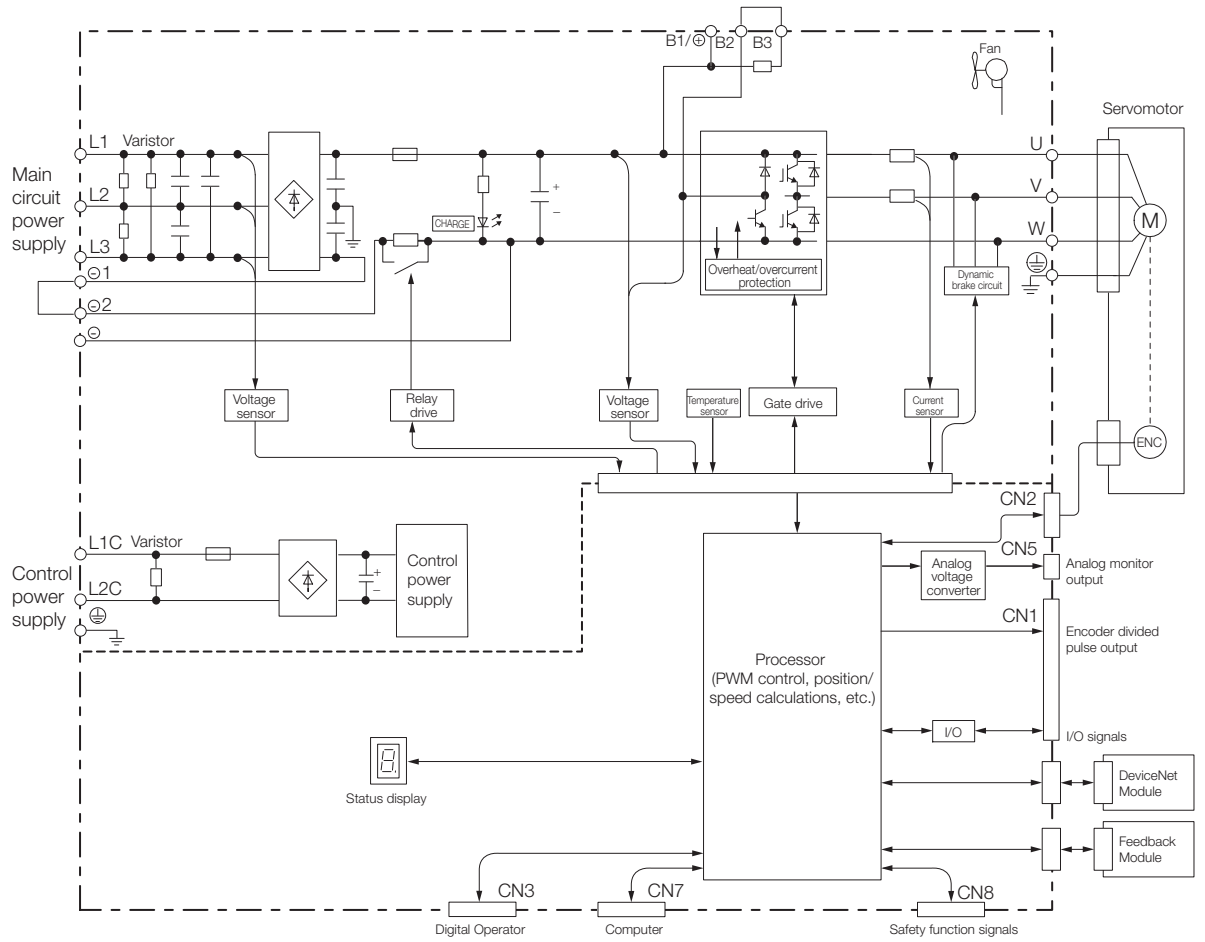 B1/⊕ B2 B3
Fan
Servomotor
L1 Varistor
U
Main
circuit
power
supply
L2
V
CHARGE
+
–
M
L3
W
⊖1
Overheat/overcurrent
protection
Dynamic
brake circuit
⊖2
⊖
Voltage
sensor
Relay
drive
Voltage
sensor
Temperature
sensor
Gate drive
Current
sensor
ENC
CN2
L1C Varistor
Control
power
supply
L2C
+
–
Control
power
supply
Analog
voltage
converter
CN5
Analog monitor
output
CN1
Encoder divided
pulse output
Processor
(PWM control, position/
speed calculations, etc.)
I/O
I/O signals
8.
Status display
DeviceNet
Module
Feedback
Module
CN3
CN7
CN8
Digital Operator
Computer
Safety function signals